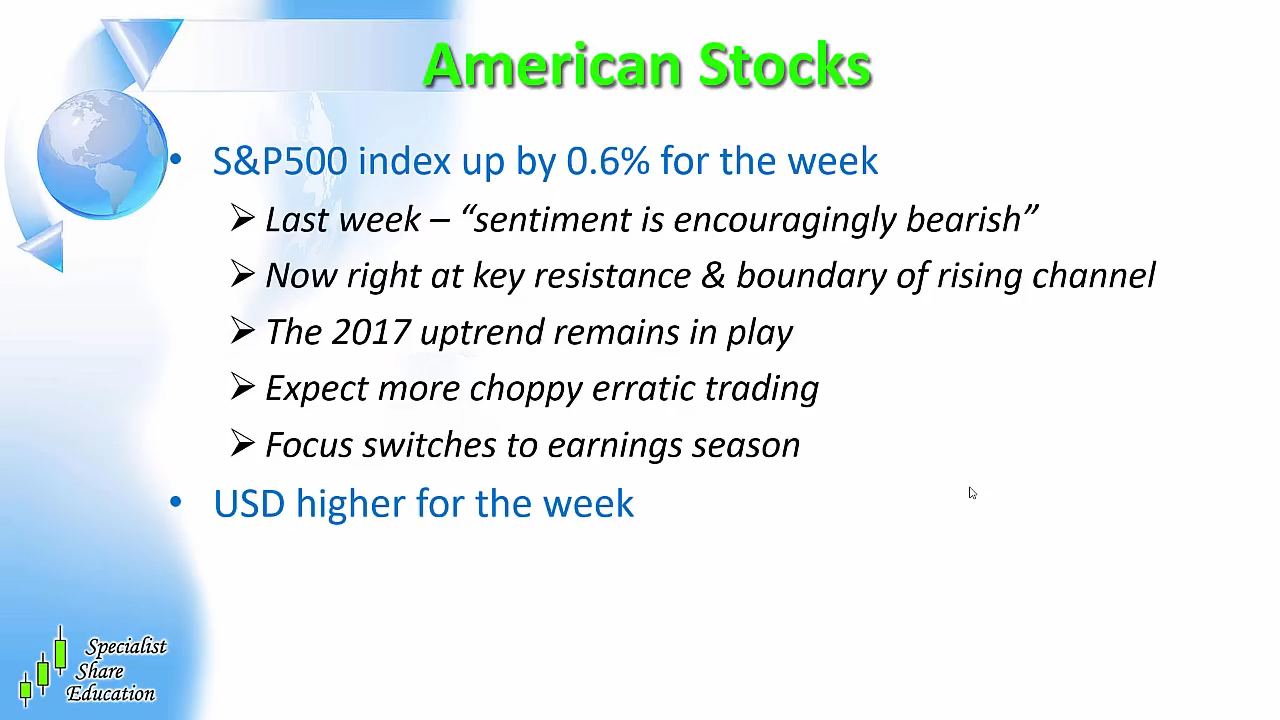 American Stocks
• S&P500 index up by 0.6% for the week
➢ Last week – “sentiment is encouragingly bearish”
➢ Now right at key resistance & boundary of rising channel
➢ The 2017 uptrend remains in play
➢ Expect more choppy erratic trading
➢ Focus switches to earnings season
• USD higher for the week
Specialist
Share
Education